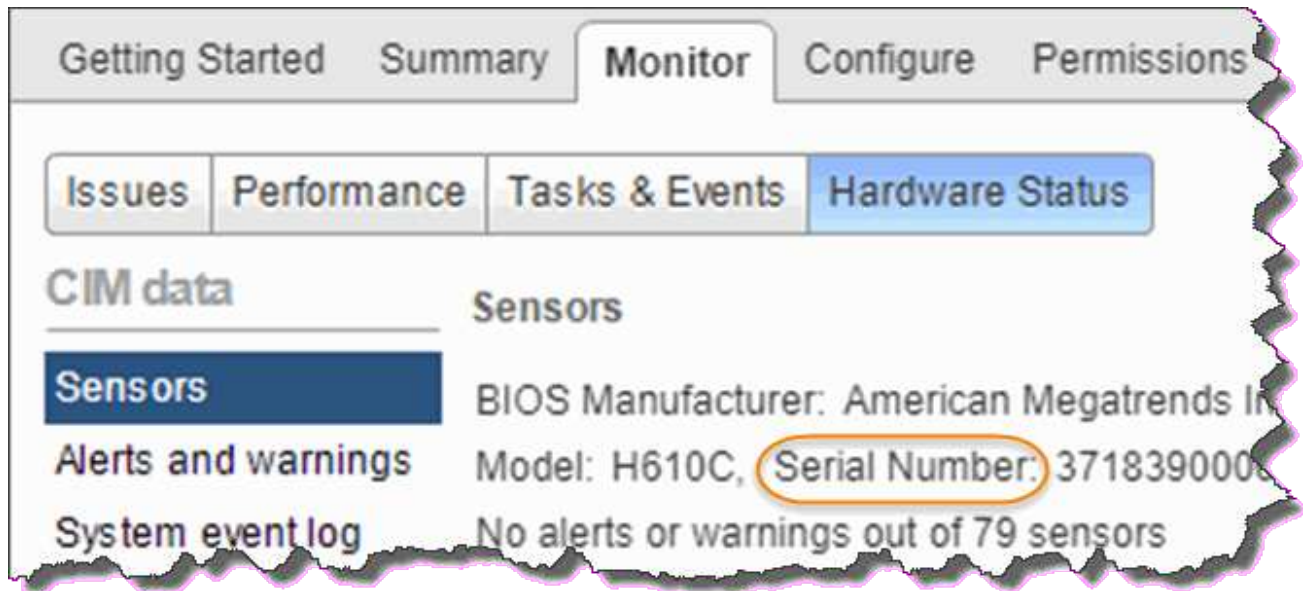 Getting Started Summary Monitor Configure Permissions
Issues Performance Tasks & Events Hardware Status
CIM data
Sensors
Sensors
Alerts and warnings
System event log
BIOS Manufacturer: American Megatrends
Model: H610C, Serial Number:
No alerts or warnings out of 79 sensors